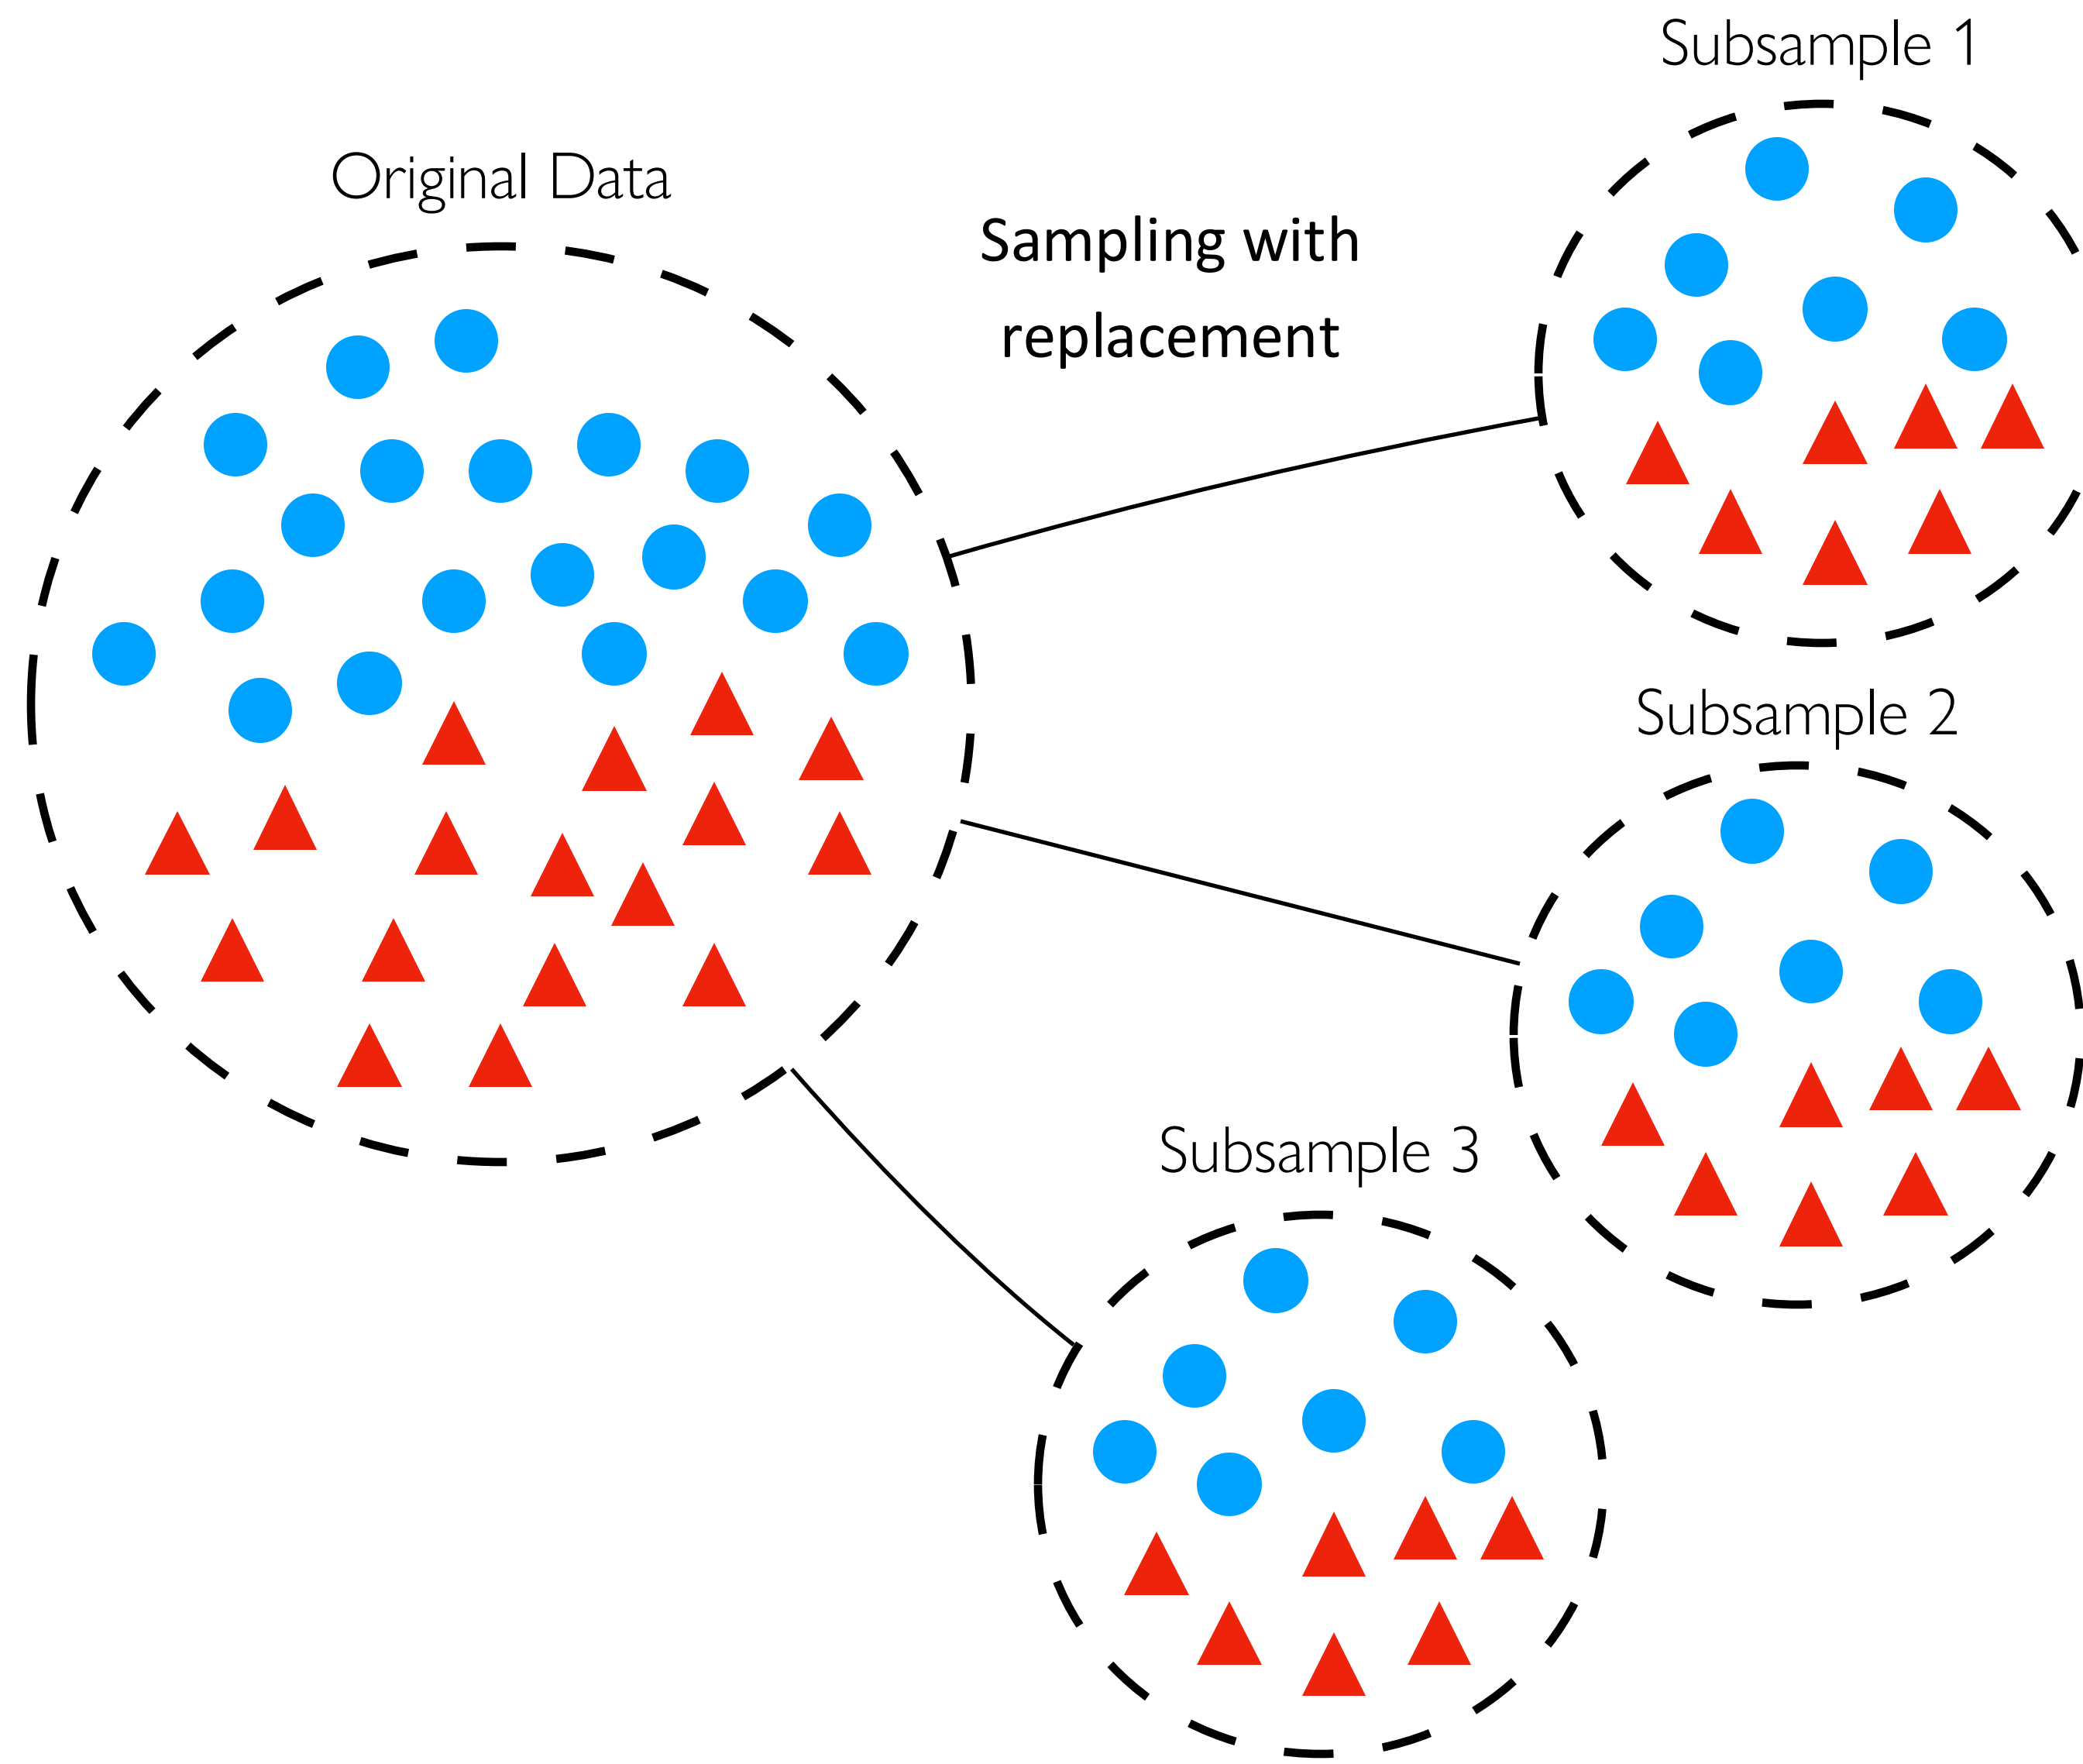 Original Data
Sampling with
replacement
Subsample 1
Subsample 2
Subsample 3